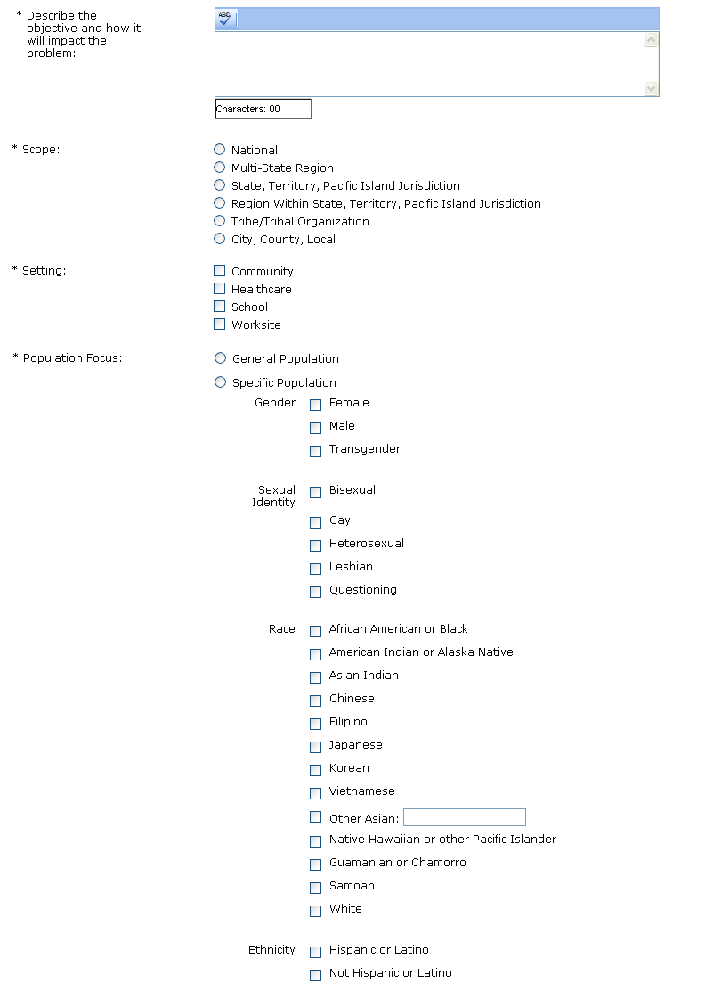 * Describe the
objective and how it
will impact the
problem:
ABC
Characters: 00
* Scope:
National
Multi-State Region
State, Territory, Pacific Island Jurisdiction
Region Within State, Territory, Pacific Island Jurisdiction
Tribe/Tribal Organization
City, County, Local
* Setting:
Community
Healthcare
School
Worksite
* Population Focus:
General Population
Specific Population
Gender
Female
Male
Transgender
Sexual
Identity
Bisexual
Gay
Heterosexual
Lesbian
Questioning
Race
African American or Black
American Indian or Alaska Native
Asian Indian
Chinese
Filipino
Japanese
Korean
Vietnamese
Other Asian:
Native Hawaiian or other Pacific Islander
Guamanian or Chamorro
Samoan
White
Ethnicity
Hispanic or Latino
Not Hispanic or Latino